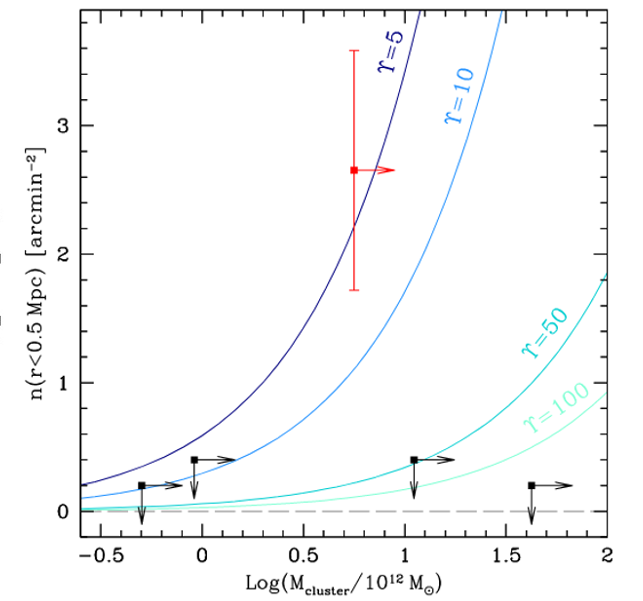 ϒ=5
ϒ=10
3
n(r<0.5 Mpc) [arcmin⁻²]
2
ϒ=50
1
ϒ=100
0
−0.5 0 0.5 1 1.5 2
Log(M_cluster/10¹² M_⊙)